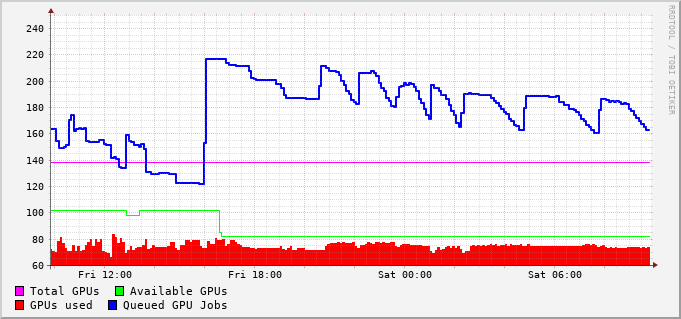 RRDTOOL / TOBI OETIKER
240
220
200
180
160
140
120
100
80
60
Fri 12:00 Fri 18:00 Sat 00:00 Sat 06:00
Total GPUs Available GPUs
GPUs used Queued GPU Jobs